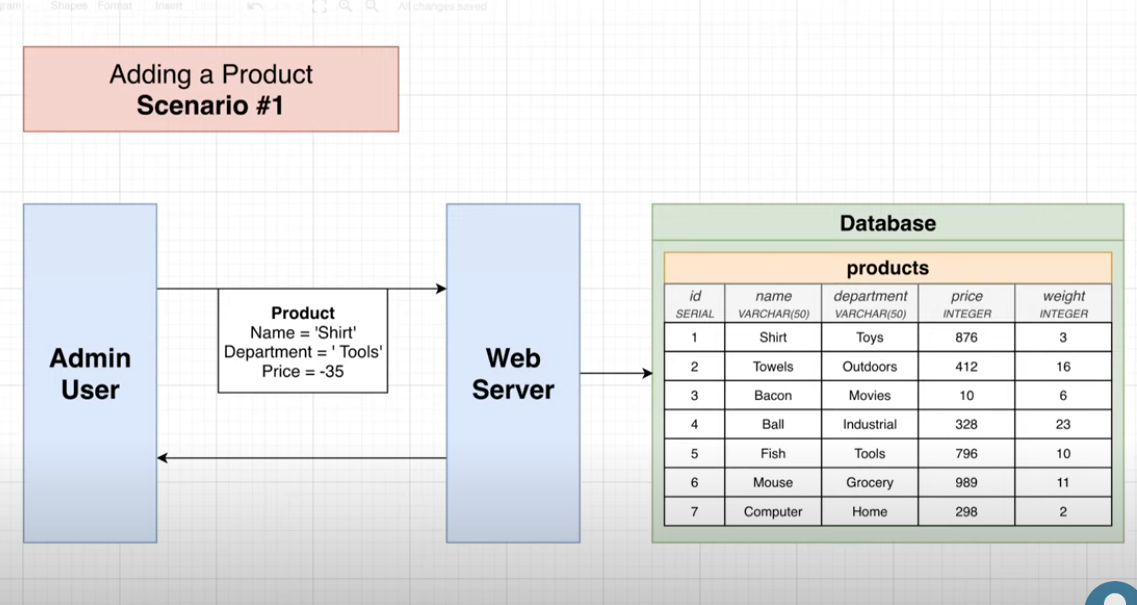 Shapes Format Insert
All changes saved
Adding a Product
Scenario #1
Admin
User
Product
Name = 'Shirt'
Department = ' Tools'
Price = -35
Web
Server
Database
products
id name department price weight
SERIAL VARCHAR(50) VARCHAR(50) INTEGER INTEGER
1 Shirt Toys 876 3
2 Towels Outdoors 412 16
3 Bacon Movies 10 6
4 Ball Industrial 328 23
5 Fish Tools 796 10
6 Mouse Grocery 989 11
7 Computer Home 298 2